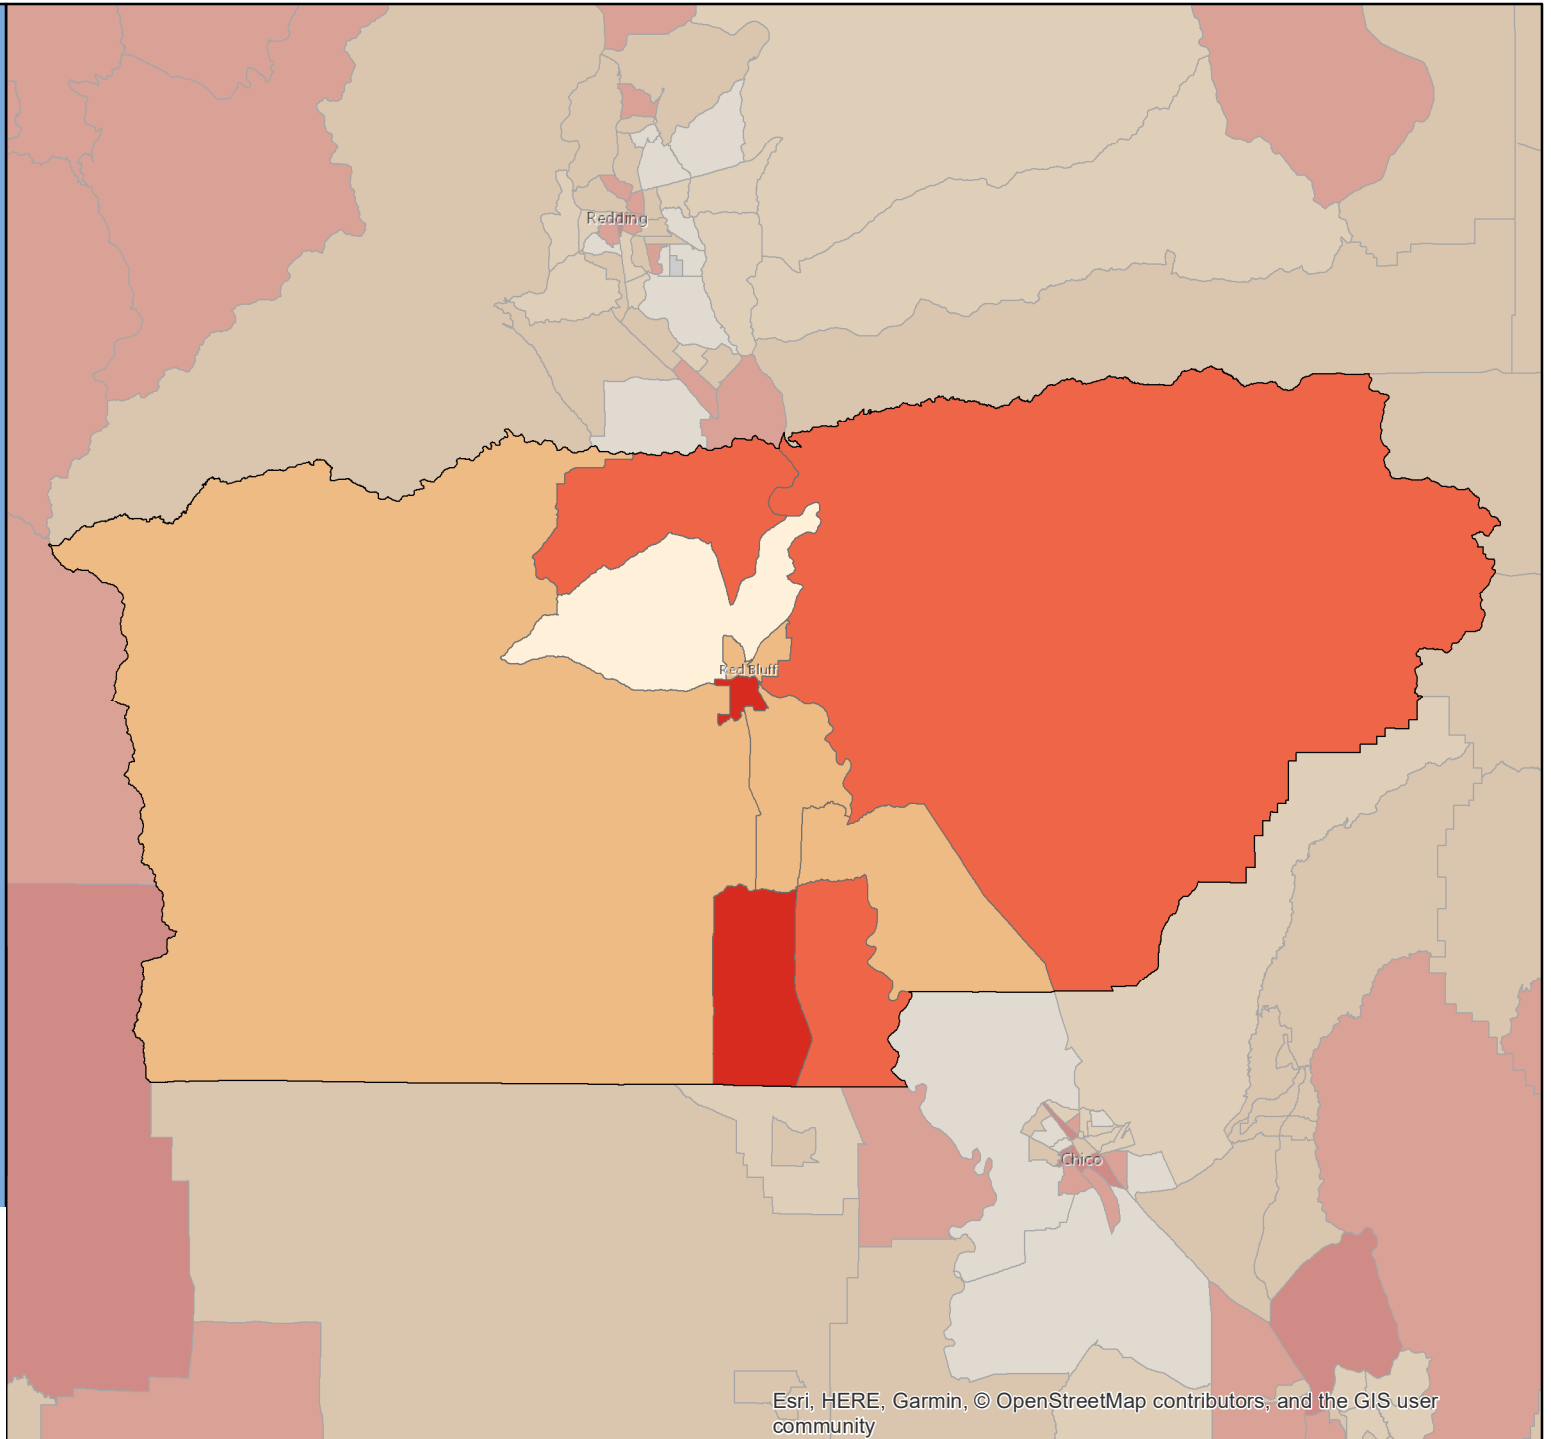 Redding
Red Bluff
Chico
Esri, HERE, Garmin, © OpenStreetMap contributors, and the GIS user
community